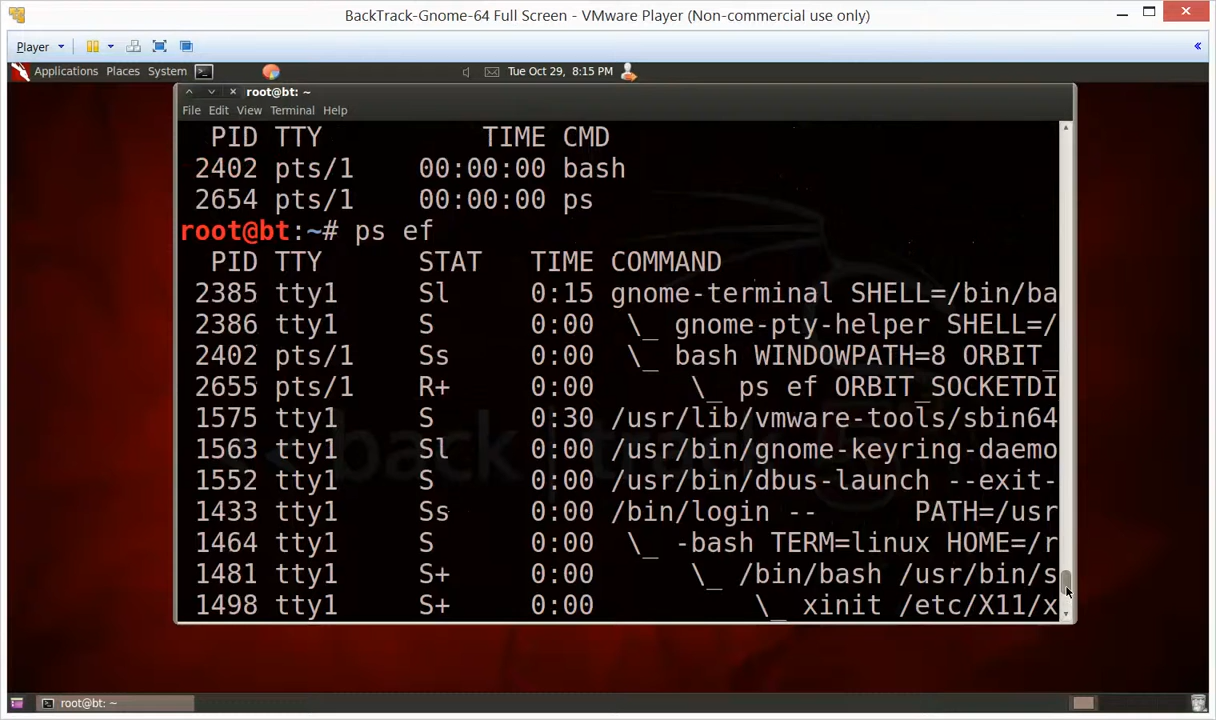 BackTrack-Gnome-64 Full Screen - VMware Player (Non-commercial use only)
Player
Applications Places System Tue Oct 29, 8:15 PM
root@bt: ~
File Edit View Terminal Help
PID TTY TIME CMD
2402 pts/1 00:00:00 bash
2654 pts/1 00:00:00 ps
root@bt:~# ps ef
PID TTY STAT TIME COMMAND
2385 tty1 Sl 0:15 gnome-terminal SHELL=/bin/ba
2386 tty1 S 0:00 \_ gnome-pty-helper SHELL=/
2402 pts/1 Ss 0:00 \_ bash WINDOWPATH=8 ORBIT_
2655 pts/1 R+ 0:00 \_ ps ef ORBIT_SOCKETDI
1575 tty1 S 0:30 /usr/lib/vmware-tools/sbin64
1563 tty1 Sl 0:00 /usr/bin/gnome-keyring-daemo
1552 tty1 S 0:00 /usr/bin/dbus-launch --exit-
1433 tty1 Ss 0:00 /bin/login -- PATH=/usr
1464 tty1 S 0:00 \_ -bash TERM=linux HOME=/r
1481 tty1 S+ 0:00 \_ /bin/bash /usr/bin/s
1498 tty1 S+ 0:00 \_ xinit /etc/X11/x
<back | track 5
root@bt: ~